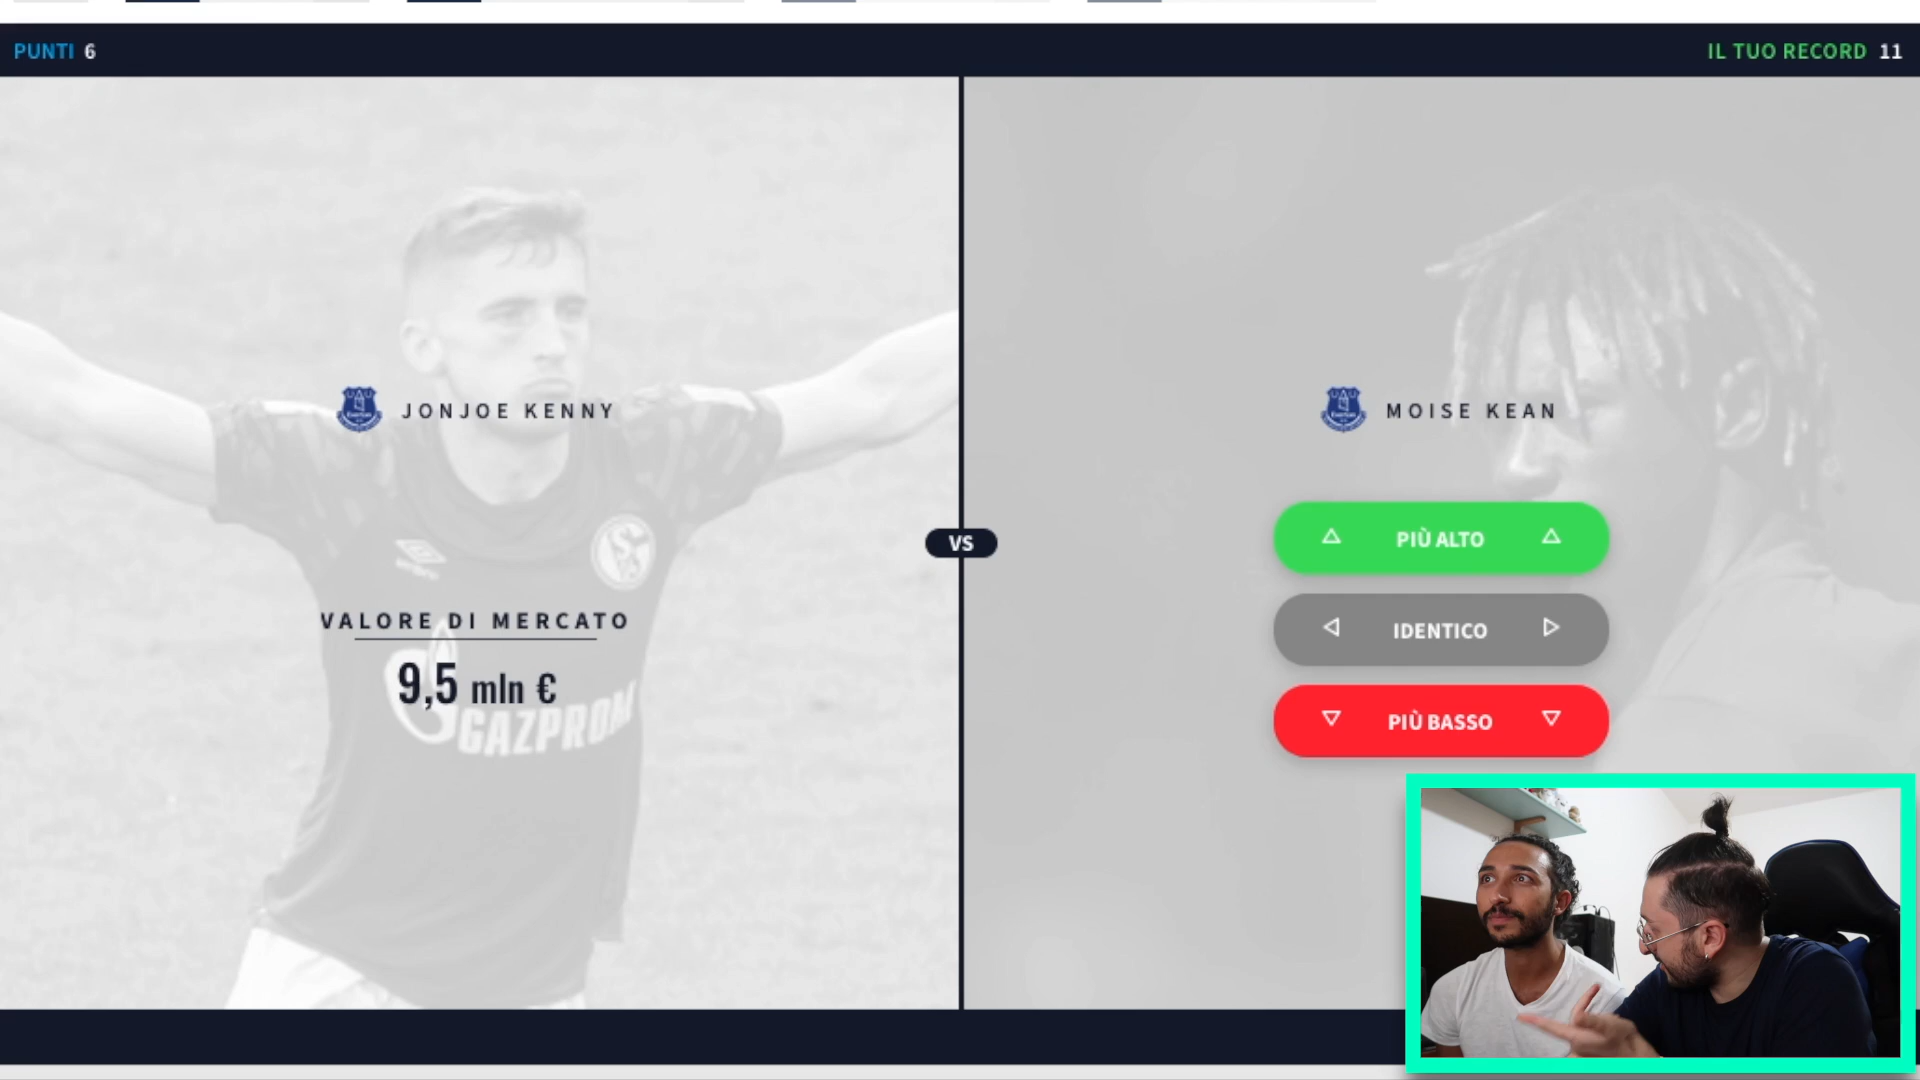 PUNTI 6
IL TUO RECORD 11
JONJOE KENNY
MOISE KEAN
PIÙ ALTO
VS
IDENTICO
VALORE DI MERCATO
9,5 mln €
GAZPROM
PIÙ BASSO